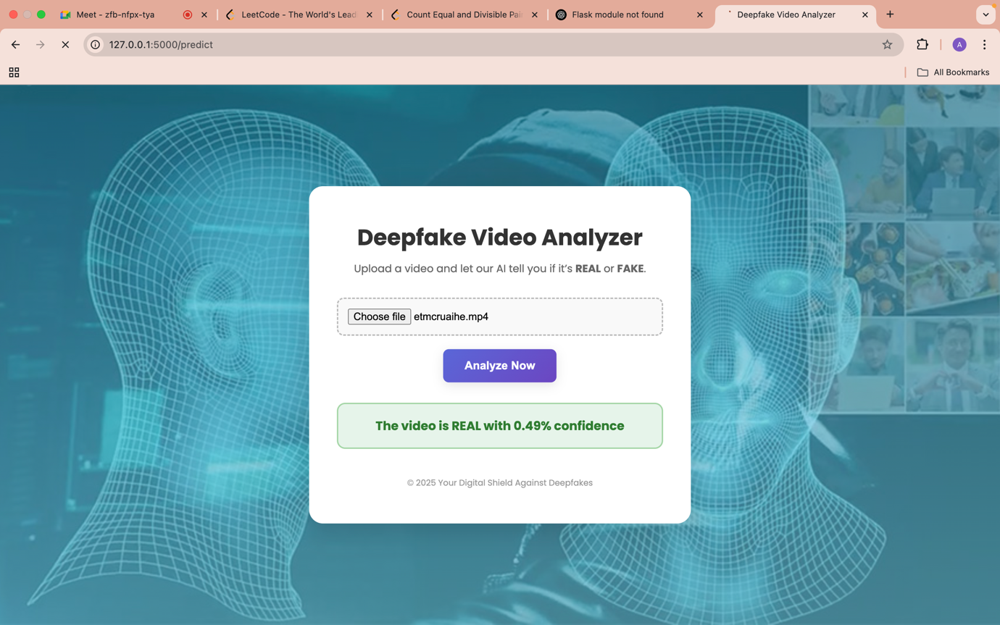 Meet - zfb-nfpx-tya
LeetCode - The World's Lead
Count Equal and Divisible Pai
Flask module not found
Deepfake Video Analyzer
127.0.0.1:5000/predict
A
All Bookmarks
Deepfake Video Analyzer
Upload a video and let our AI tell you if it's REAL or FAKE.
Choose file etmcruaihe.mp4
Analyze Now
The video is REAL with 0.49% confidence
© 2025 Your Digital Shield Against Deepfakes